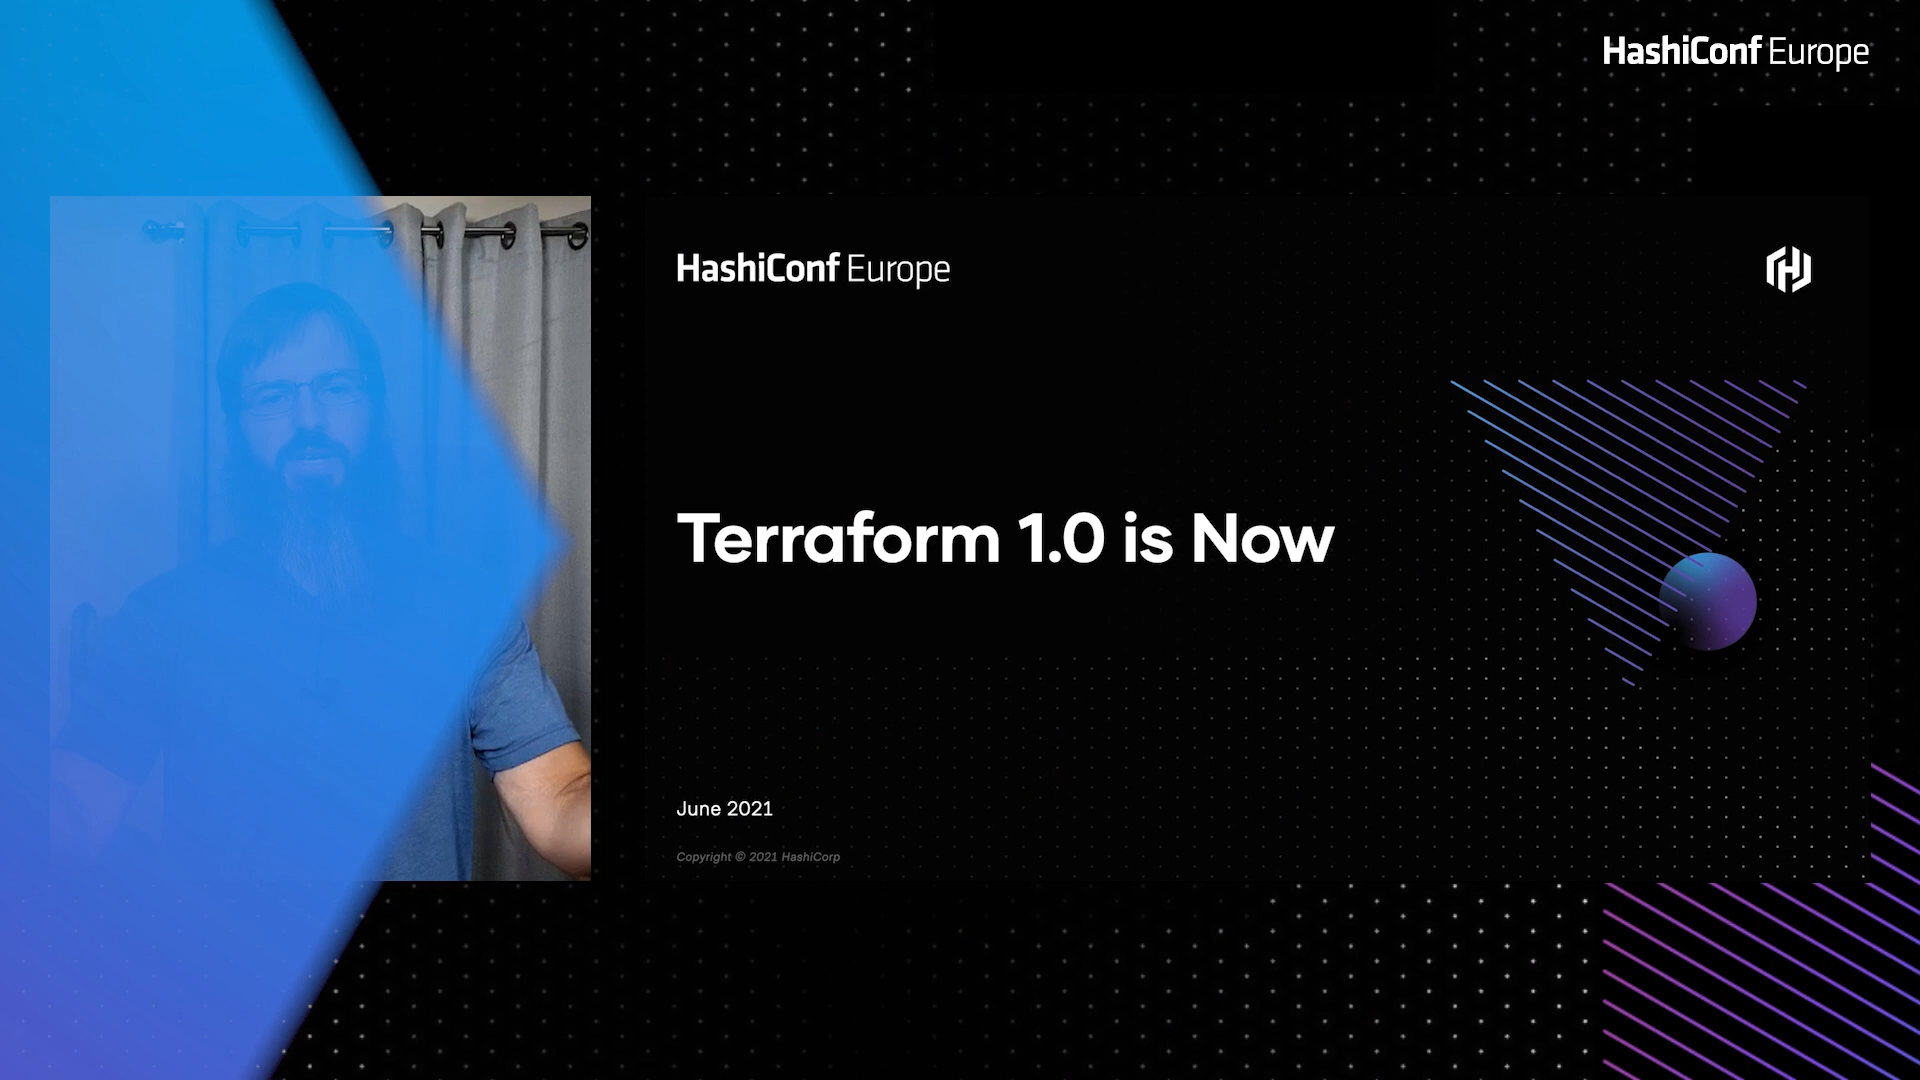 HashiConf Europe
HashiConf Europe
Terraform 1.0 is Now
June 2021
Copyright © 2021 HashiCorp